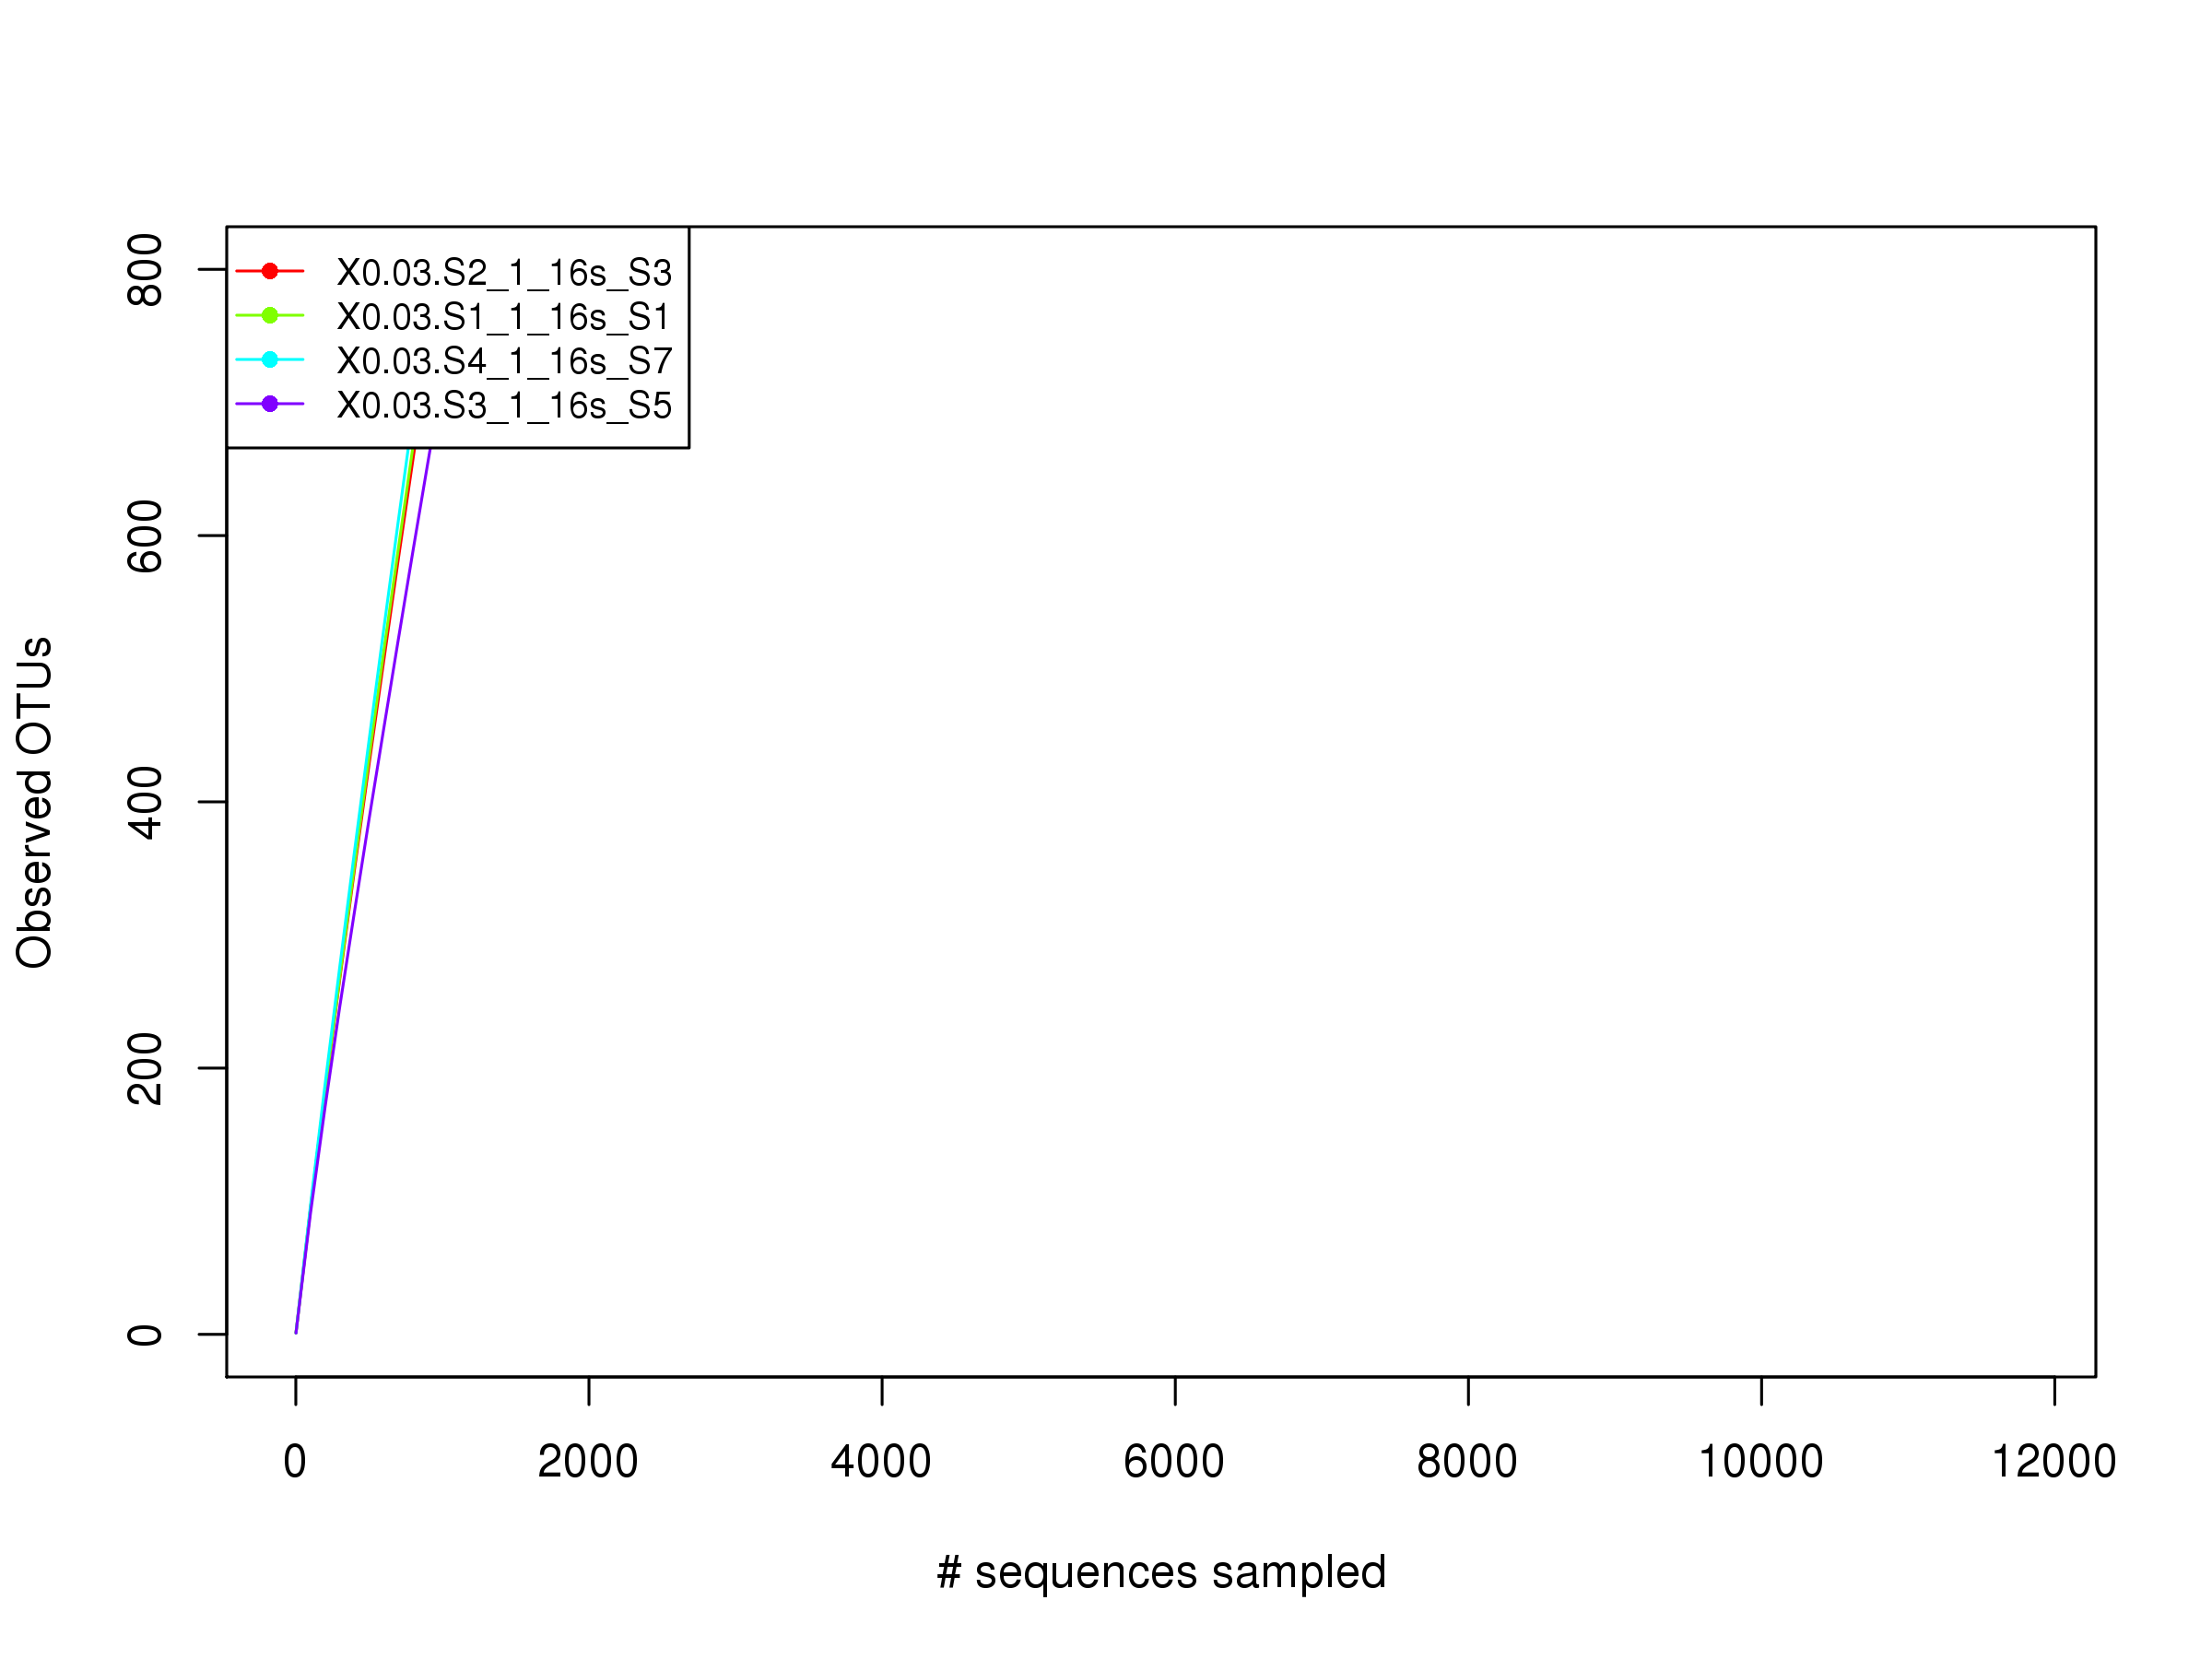 X0.03.S2_1_16s_S3
X0.03.S1_1_16s_S1
X0.03.S4_1_16s_S7
X0.03.S3_1_16s_S5
Observed OTUs
800
600
400
200
0
0 2000 4000 6000 8000 10000 12000
# sequences sampled